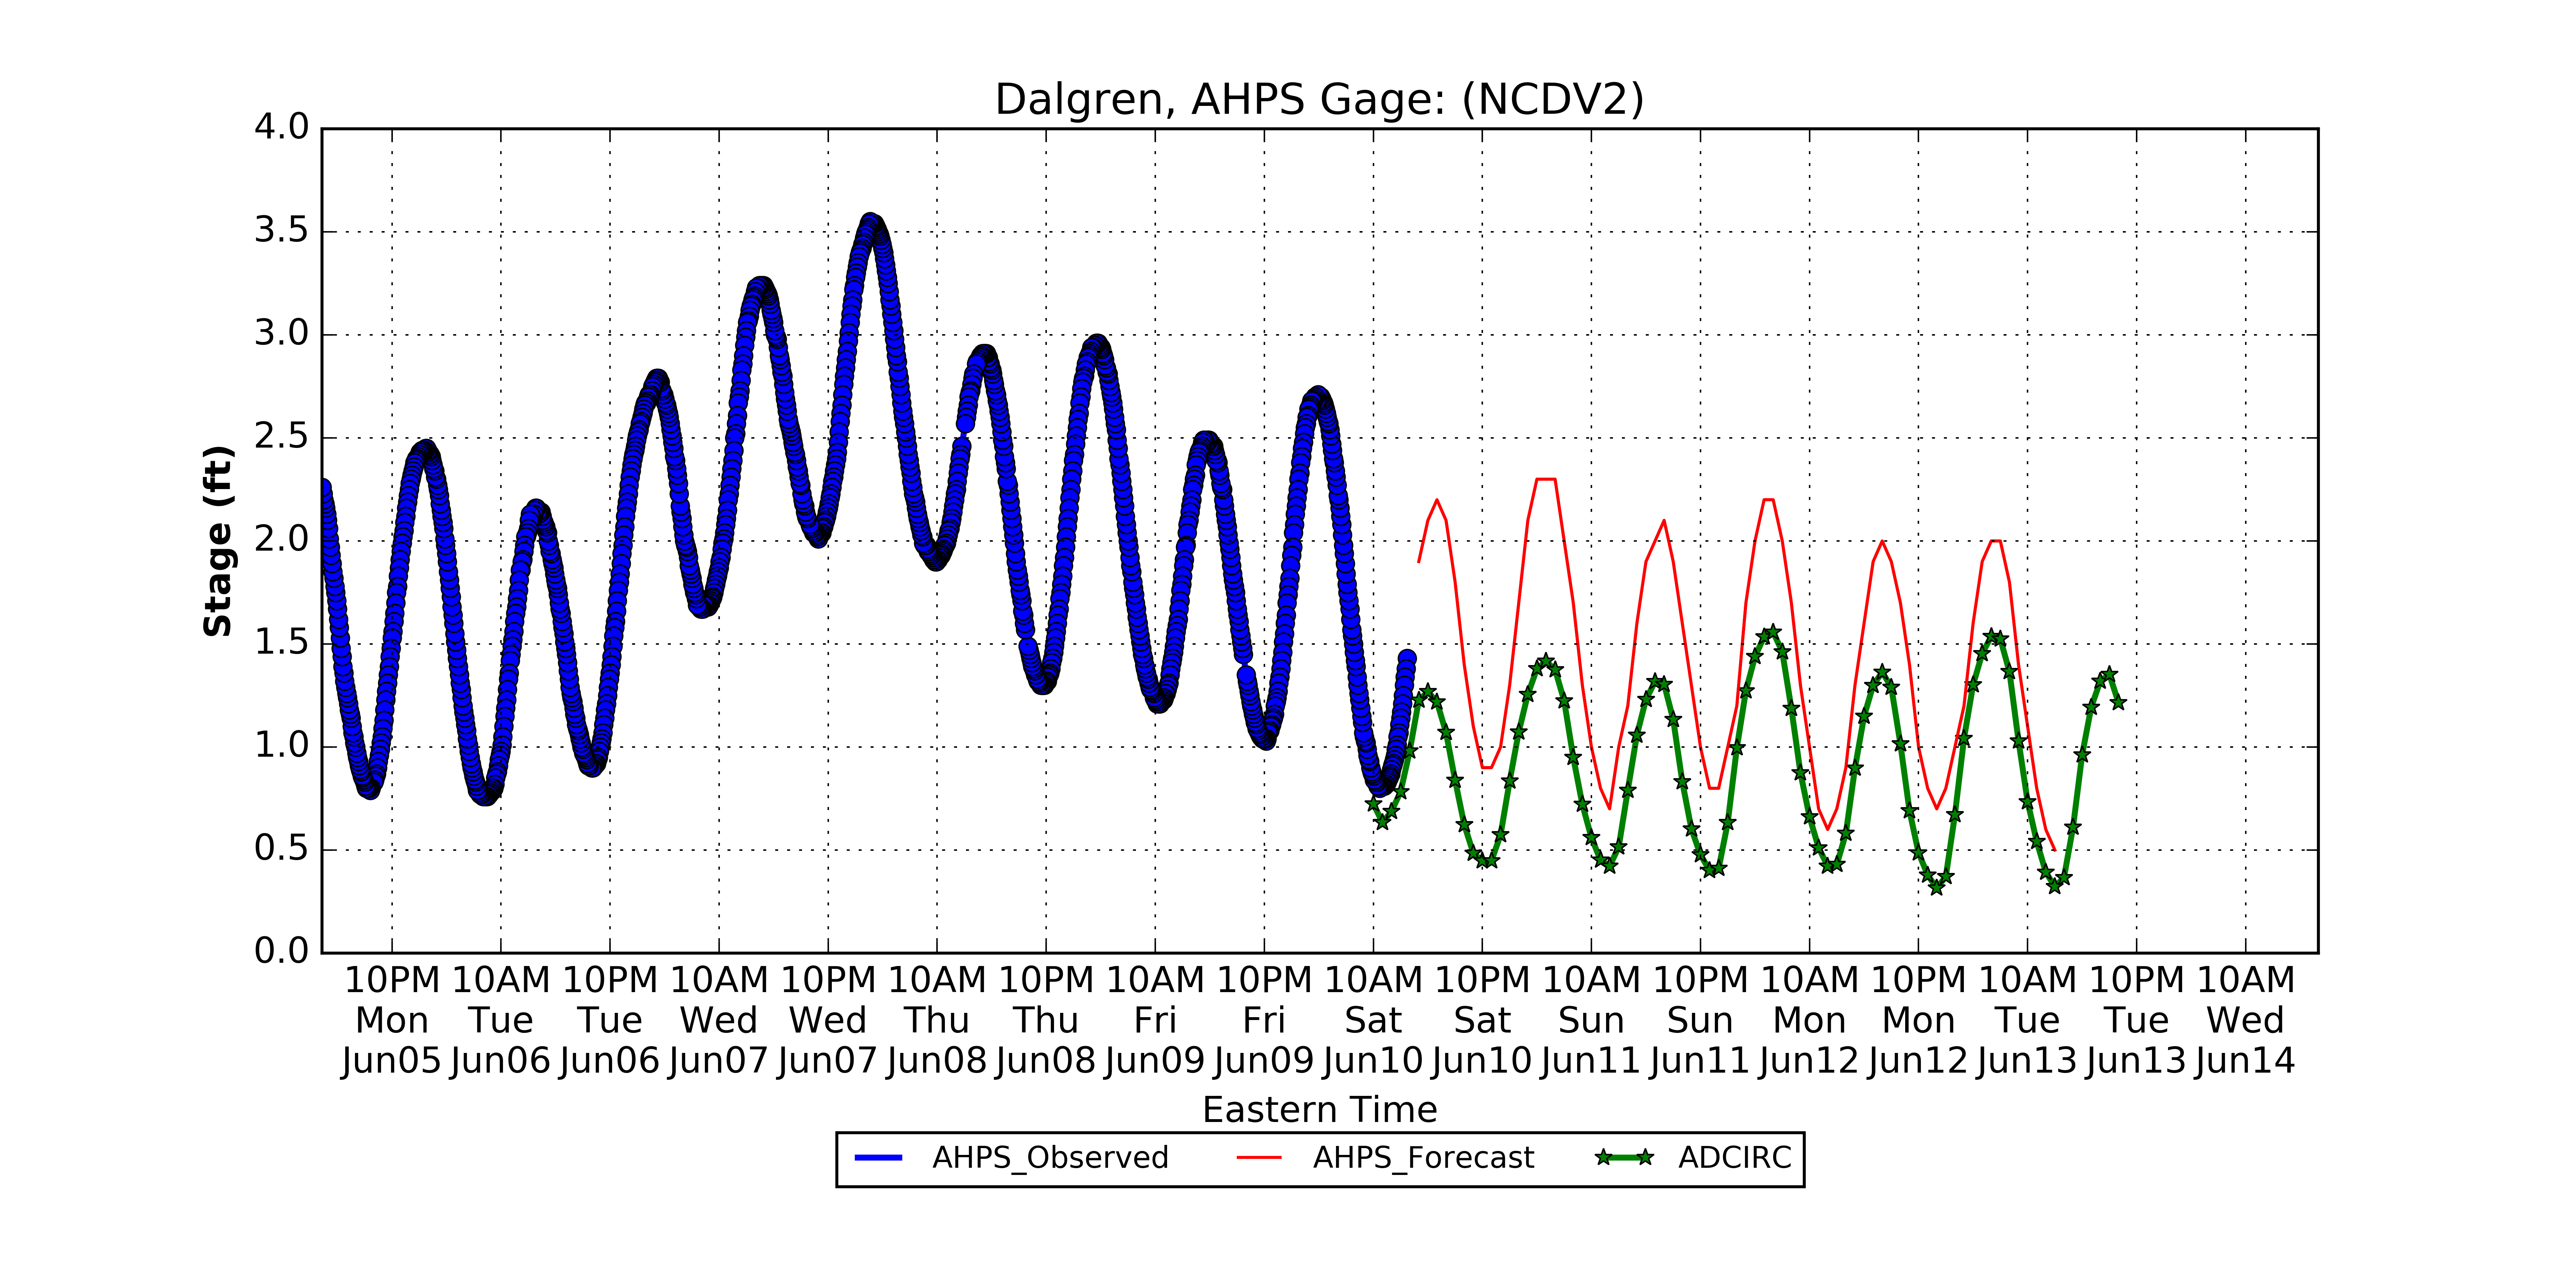 Dalgren, AHPS Gage: (NCDV2)
4.0
3.5
3.0
2.5
2.0
1.5
1.0
0.5
0.0
Stage (ft)
10PM 10AM 10PM 10AM 10PM 10AM 10PM 10AM 10PM 10AM 10PM 10AM 10PM 10AM 10PM 10AM 10PM 10AM
Mon Tue Tue Wed Wed Thu Thu Fri Fri Sat Sat Sun Sun Mon Mon Tue Tue Wed
Jun05 Jun06 Jun06 Jun07 Jun07 Jun08 Jun08 Jun09 Jun09 Jun10 Jun10 Jun11 Jun11 Jun12 Jun12 Jun13 Jun13 Jun14
Eastern Time
AHPS_Observed AHPS_Forecast ADCIRC